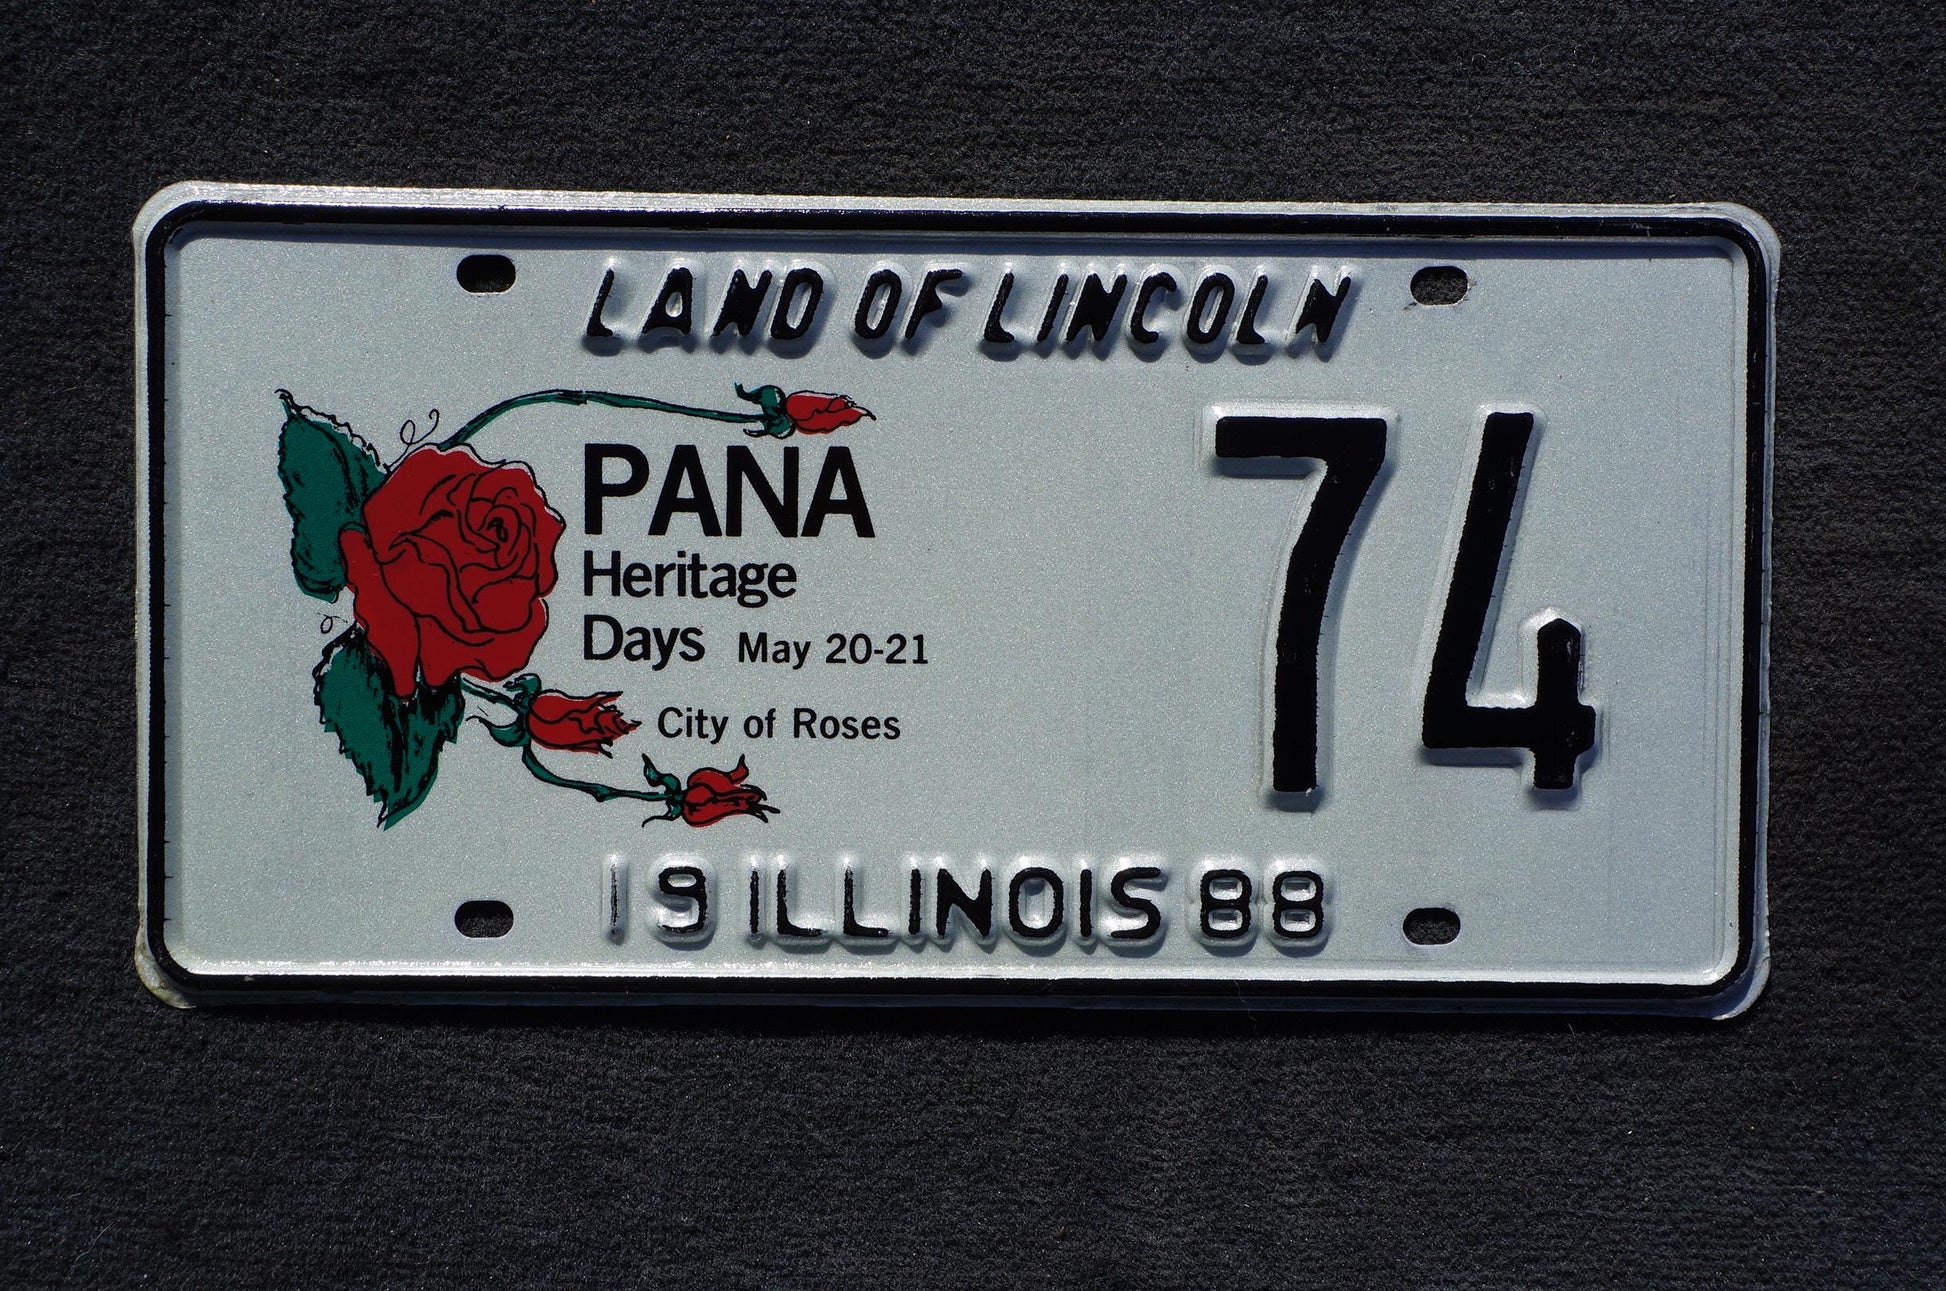 LAND OF LINCOLN
PANA
Heritage
Days May 20-21
City of Roses
74
19 ILLINOIS 88